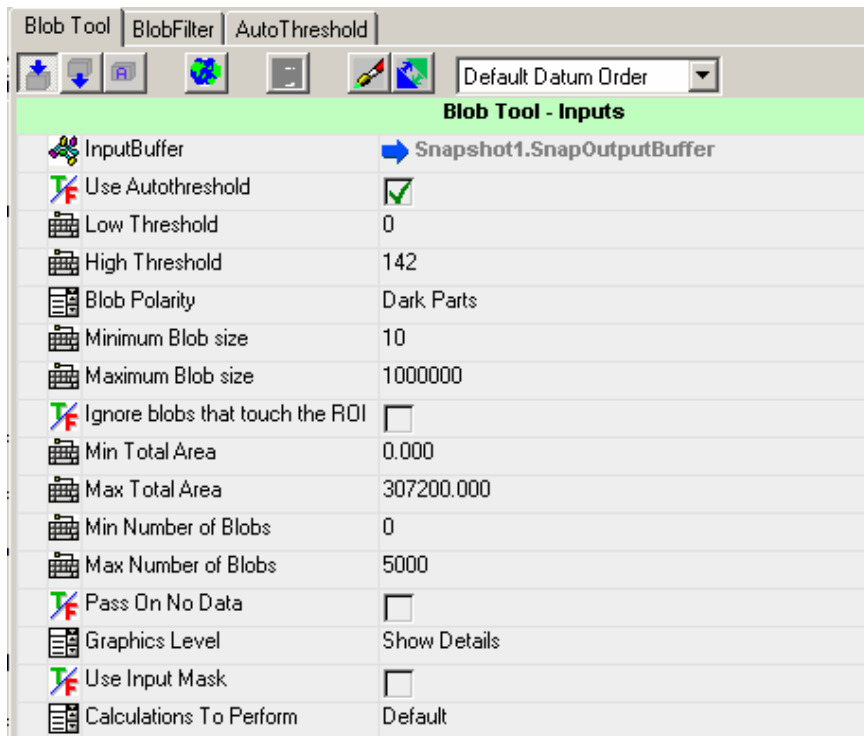 Blob Tool BlobFilter AutoThreshold
A Default Datum Order
Blob Tool - Inputs
InputBuffer Snapshot1.SnapOutputBuffer
T/F Use Autothreshold
Low Threshold 0
High Threshold 142
Blob Polarity Dark Parts
Minimum Blob size 10
Maximum Blob size 1000000
T/F Ignore blobs that touch the ROI
Min Total Area 0.000
Max Total Area 307200.000
Min Number of Blobs 0
Max Number of Blobs 5000
T/F Pass On No Data
Graphics Level Show Details
T/F Use Input Mask
Calculations To Perform Default